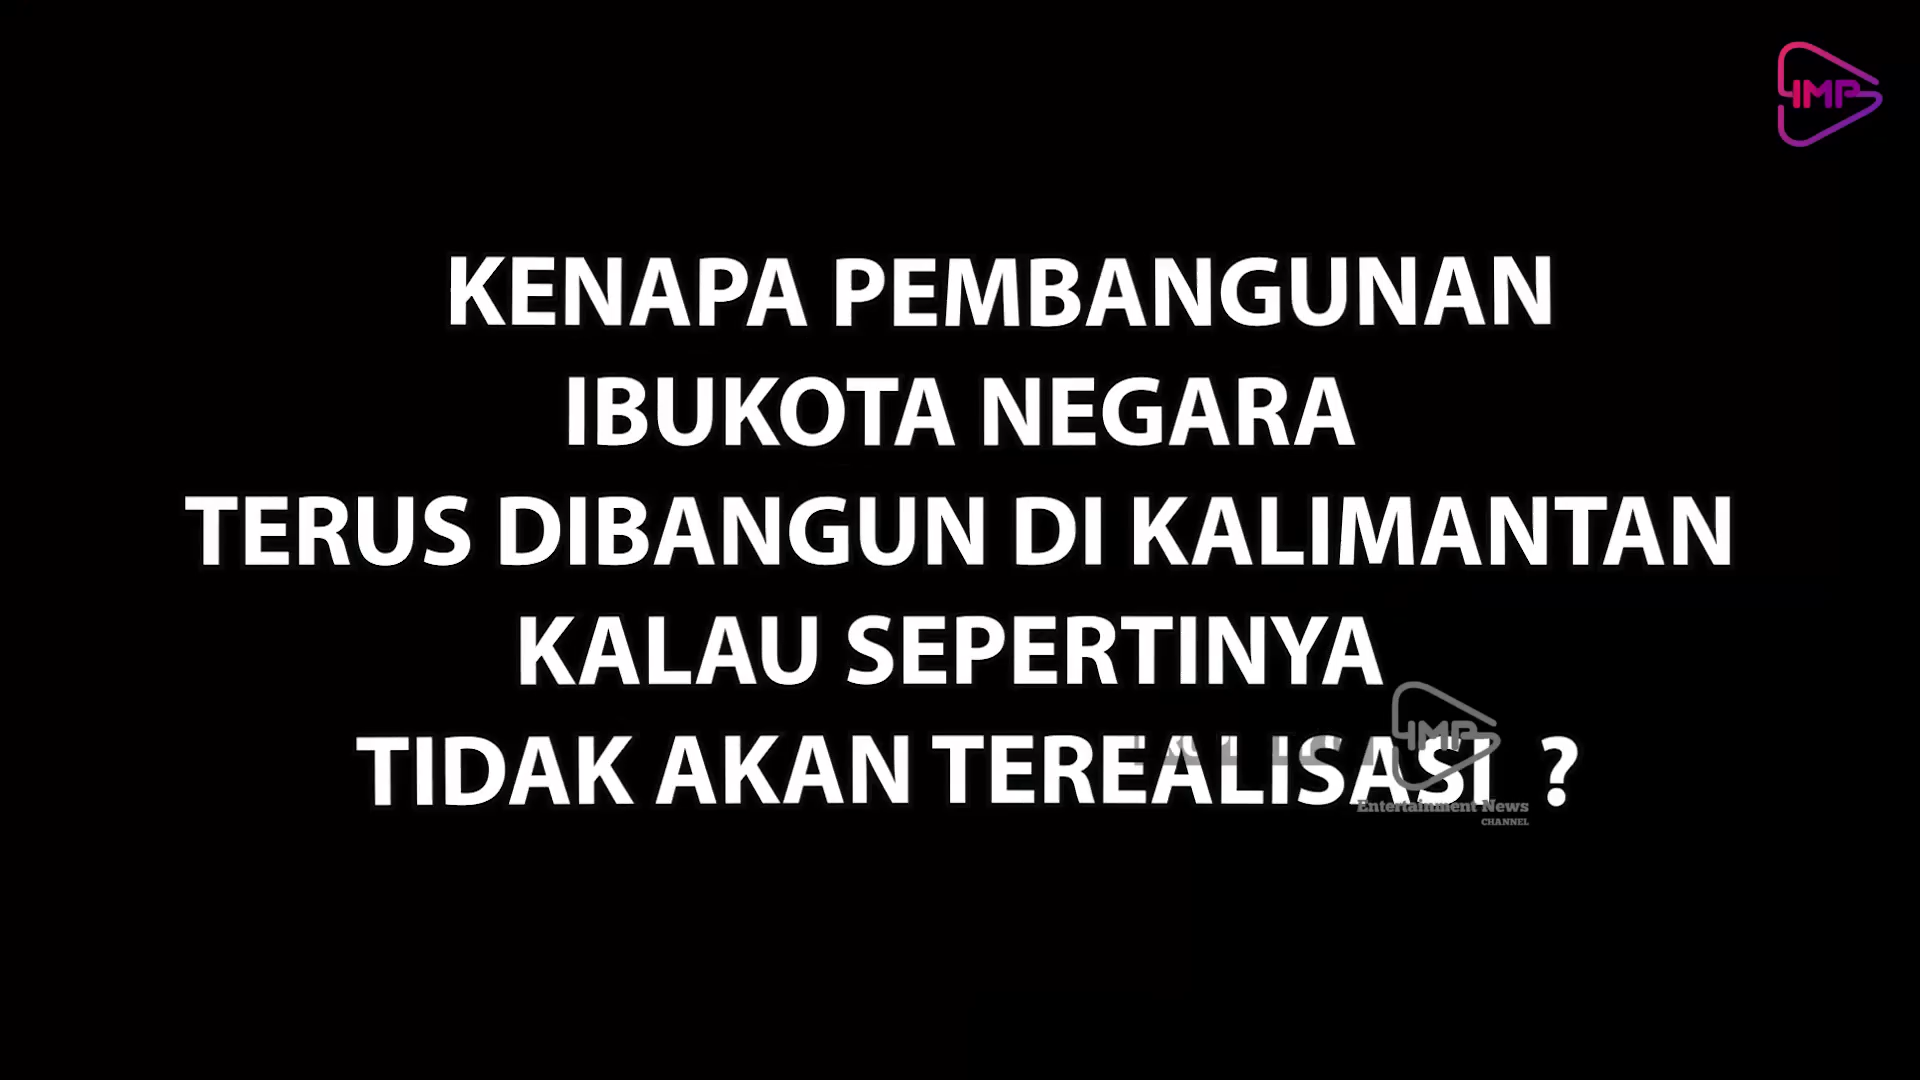 IMP
KENAPA PEMBANGUNAN
IBUKOTA NEGARA
TERUS DIBANGUN DI KALIMANTAN
KALAU SEPERTINYA
TIDAK AKAN TEREALISASI ?
IMP
Entertainment News
CHANNEL